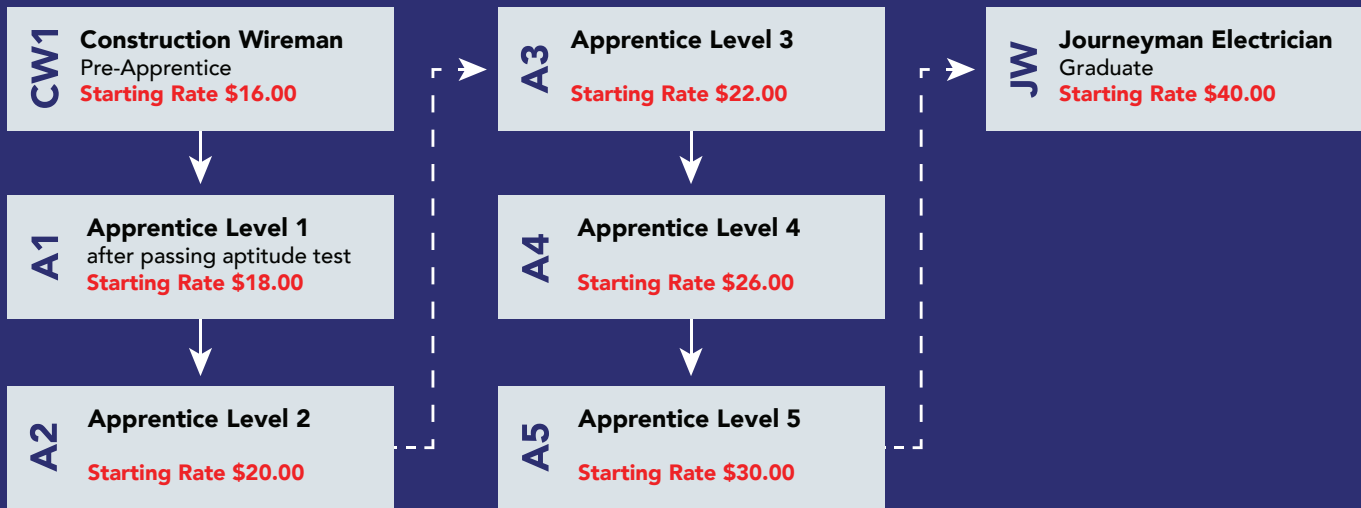 CW1
Construction Wireman
Pre-Apprentice
Starting Rate $16.00
A1
Apprentice Level 1
after passing aptitude test
Starting Rate $18.00
A2
Apprentice Level 2
Starting Rate $20.00
A3
Apprentice Level 3
Starting Rate $22.00
A4
Apprentice Level 4
Starting Rate $26.00
A5
Apprentice Level 5
Starting Rate $30.00
JW
Journeyman Electrician
Graduate
Starting Rate $40.00